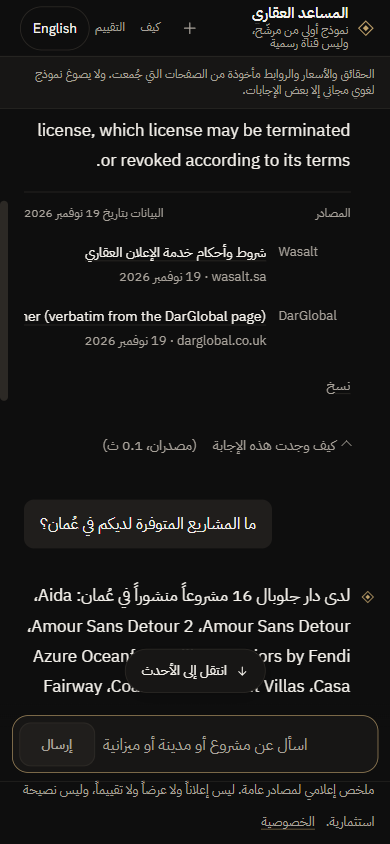 المساعد العقاري
نموذج أولي من مرشّح،
وليس قناة رسمية
+
كيف
التقييم
English
الحقائق والأسعار والروابط مأخوذة من الصفحات التي جُمعت. ولا يصوغ نموذج
لغوي مجاني إلا بعض الإجابات.
license, which license may be terminated
or revoked according to its terms.
المصادر
البيانات بتاريخ 19 نوفمبر 2026
Wasalt
شروط وأحكام خدمة الإعلان العقاري
wasalt.sa · 19 نوفمبر 2026
DarGlobal
(verbatim from the DarGlobal page)
darglobal.co.uk · 19 نوفمبر 2026
نسخ
كيف وجدت هذه الإجابة (مصدران، 0.1 ث)
ما المشاريع المتوفرة لديكم في عُمان؟
لدى دار جلوبال 16 مشروعاً منشوراً في عُمان: Aida،
Amour Sans Detour، Amour Sans Detour 2،
Azure by Fendi
Fairway، Villas، Casa
انتقل إلى الأحدث ↓
اسأل عن مشروع أو مدينة أو ميزانية
إرسال
ملخص إعلامي لمصادر عامة. ليس إعلاناً ولا عرضاً ولا تقييماً، وليس نصيحة
استثمارية. الخصوصية